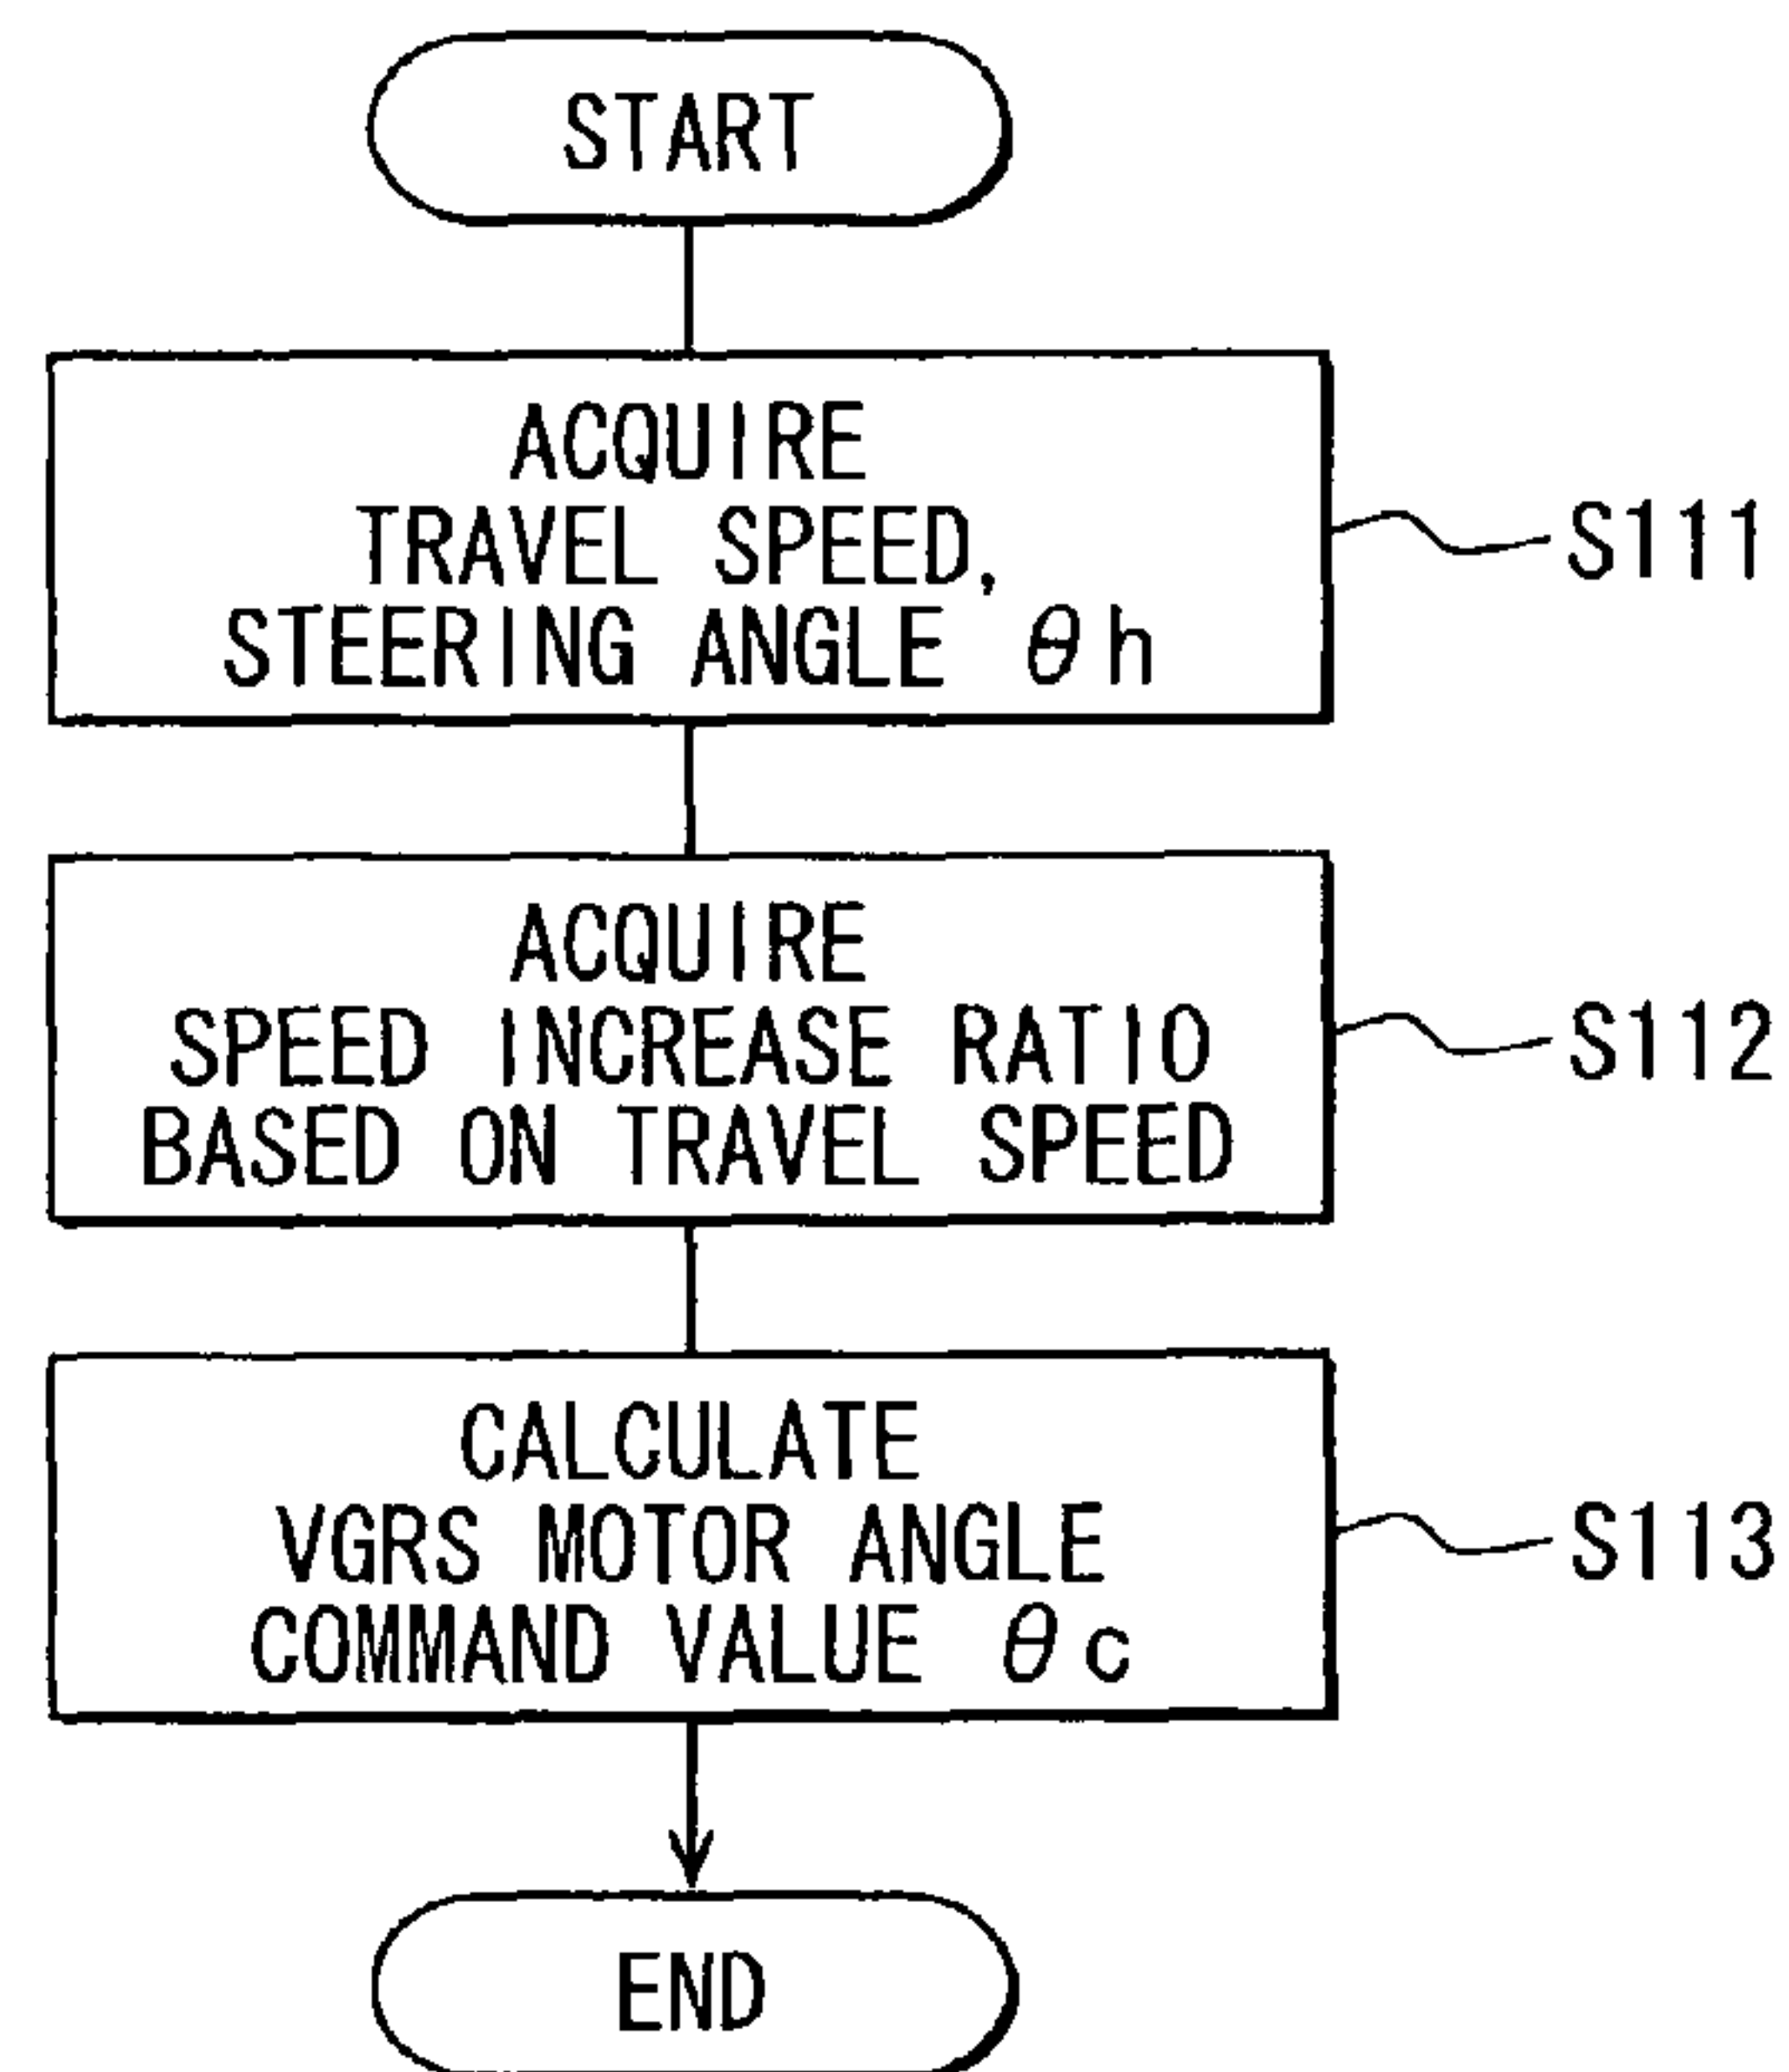 START
ACQUIRE
TRAVEL SPEED,
STEERING ANGLE θh
S111
ACQUIRE
SPEED INCREASE RATIO
BASED ON TRAVEL SPEED
S112
CALCULATE
VGRS MOTOR ANGLE
COMMAND VALUE θc
S113
END